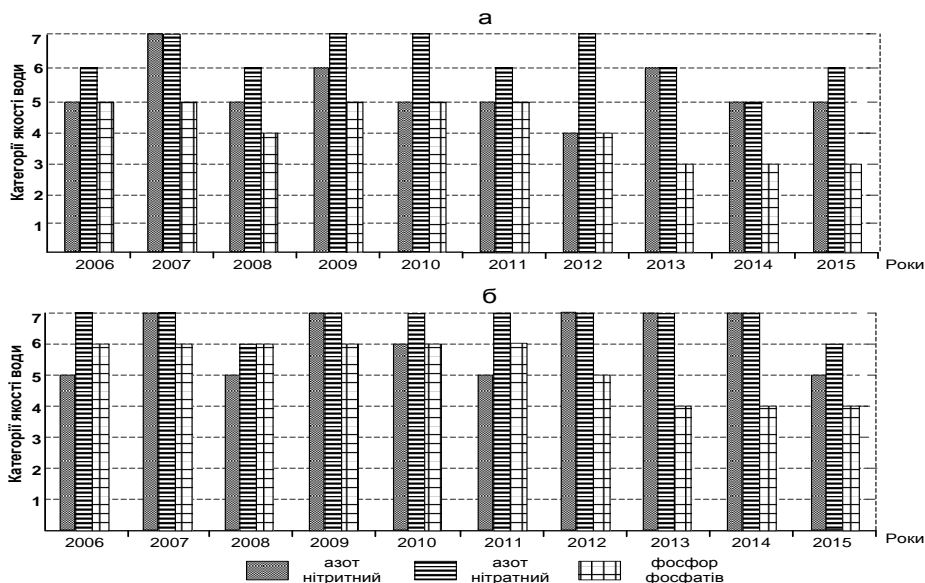 а
Категорії якості води
7
6
5
4
3
2
1
2006 2007 2008 2009 2010 2011 2012 2013 2014 2015 Роки
б
Категорії якості води
7
6
5
4
3
2
1
2006 2007 2008 2009 2010 2011 2012 2013 2014 2015 Роки
азот нітритний
азот нітратний
фосфор фосфатів